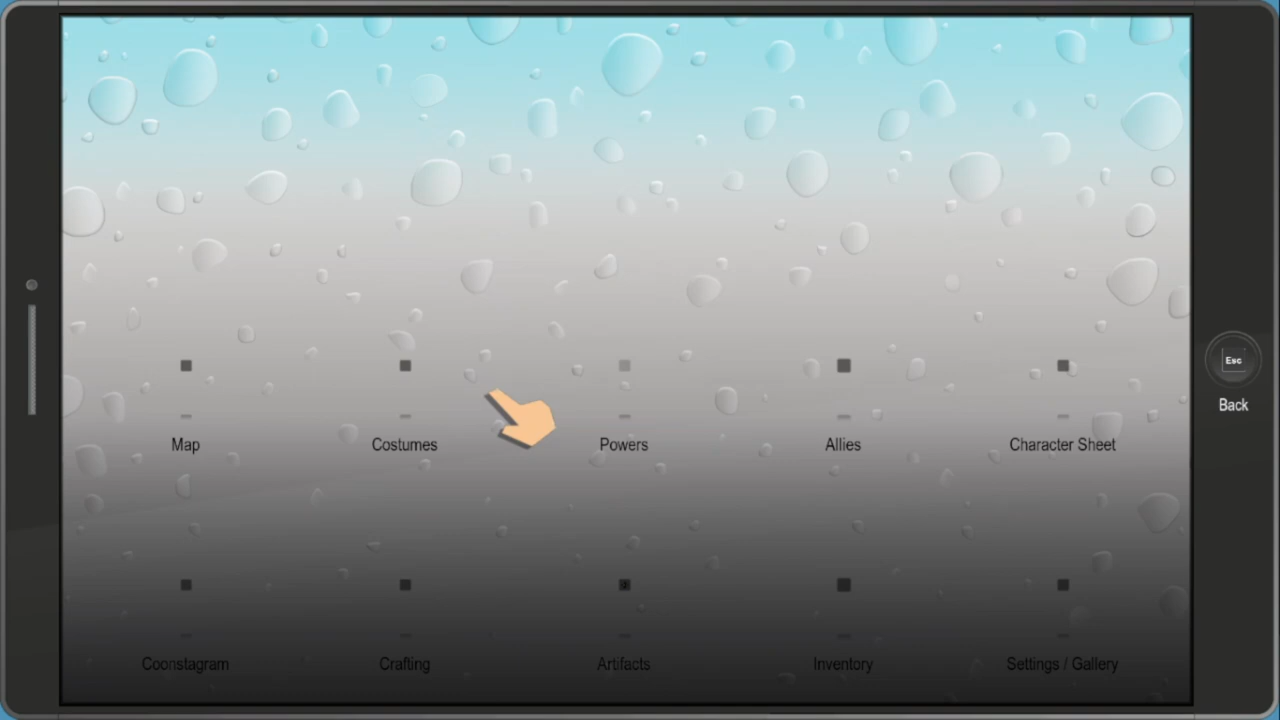 Esc
Back
Map
Costumes
Powers
Allies
Character Sheet
Coonstagram
Crafting
Artifacts
Inventory
Settings / Gallery